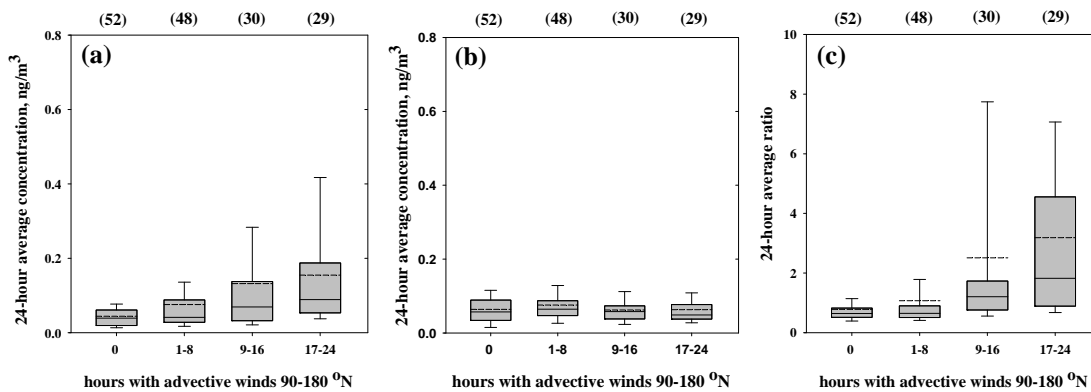 (52) (48) (30) (29)
(a)
24-hour average concentration, ng/m³
0.8
0.6
0.4
0.2
0.0
0 1-8 9-16 17-24
hours with advective winds 90-180 ᵒN
(52) (48) (30) (29)
(b)
24-hour average concentration, ng/m³
0.8
0.6
0.4
0.2
0.0
0 1-8 9-16 17-24
hours with advective winds 90-180 ᵒN
(52) (48) (30) (29)
(c)
24-hour average ratio
10
8
6
4
2
0
0 1-8 9-16 17-24
hours with advective winds 90-180 ᵒN